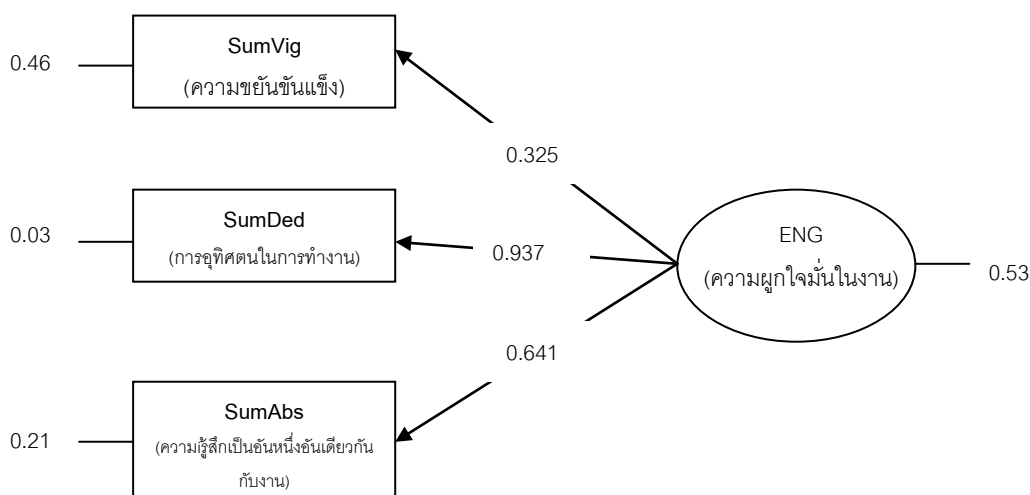 SumVig
0.46
(ความขยันขันแข็ง)
0.325
SumDed
0.03
(การอุทิศตนในการทำงาน)
0.937
ENG
(ความผูกใจมั่นในงาน)
0.53
0.641
SumAbs
0.21
(ความรู้สึกเป็นอันหนึ่งอันเดียวกัน
กับงาน)